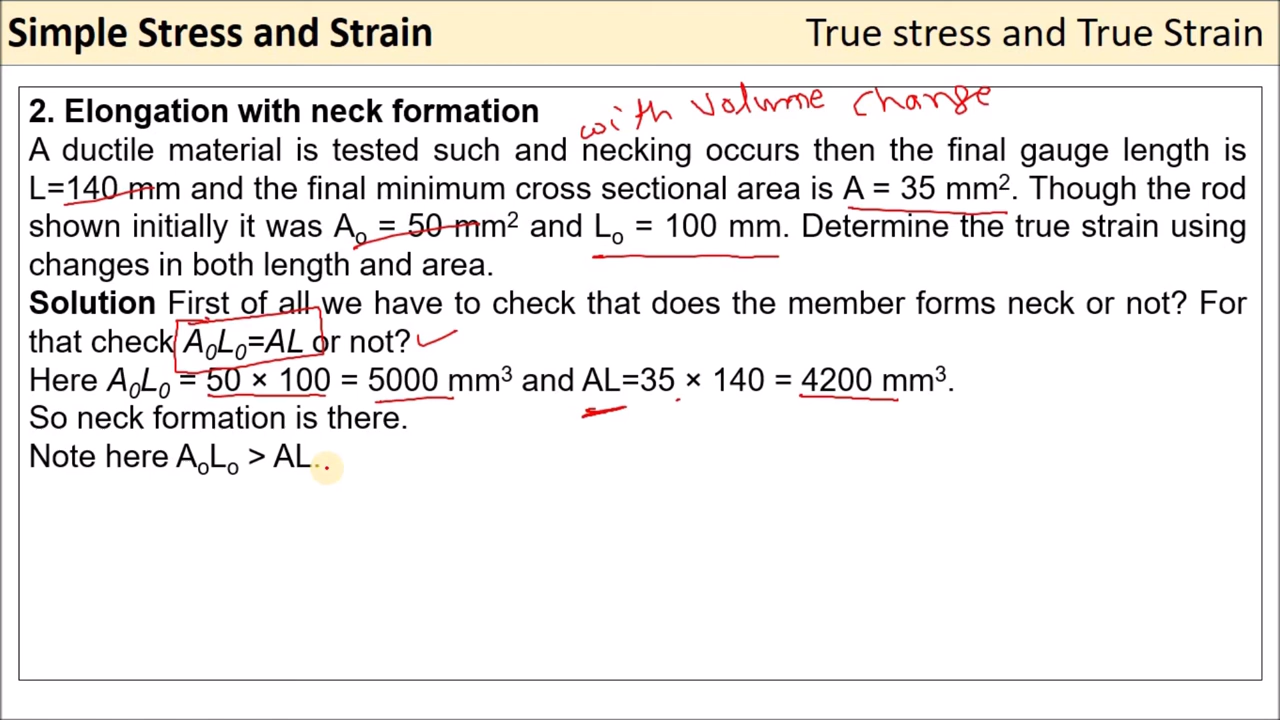 Simple Stress and Strain
True stress and True Strain
2. Elongation with neck formation
with volume change
A ductile material is tested such and necking occurs then the final gauge length is
L=140 mm and the final minimum cross sectional area is A = 35 mm². Though the rod
shown initially it was A₀ = 50 mm² and L₀ = 100 mm. Determine the true strain using
changes in both length and area.
Solution First of all we have to check that does the member forms neck or not? For
that check A₀L₀=AL or not?
Here A₀L₀ = 50 × 100 = 5000 mm³ and AL=35 × 140 = 4200 mm³.
So neck formation is there.
Note here A₀L₀ > AL.